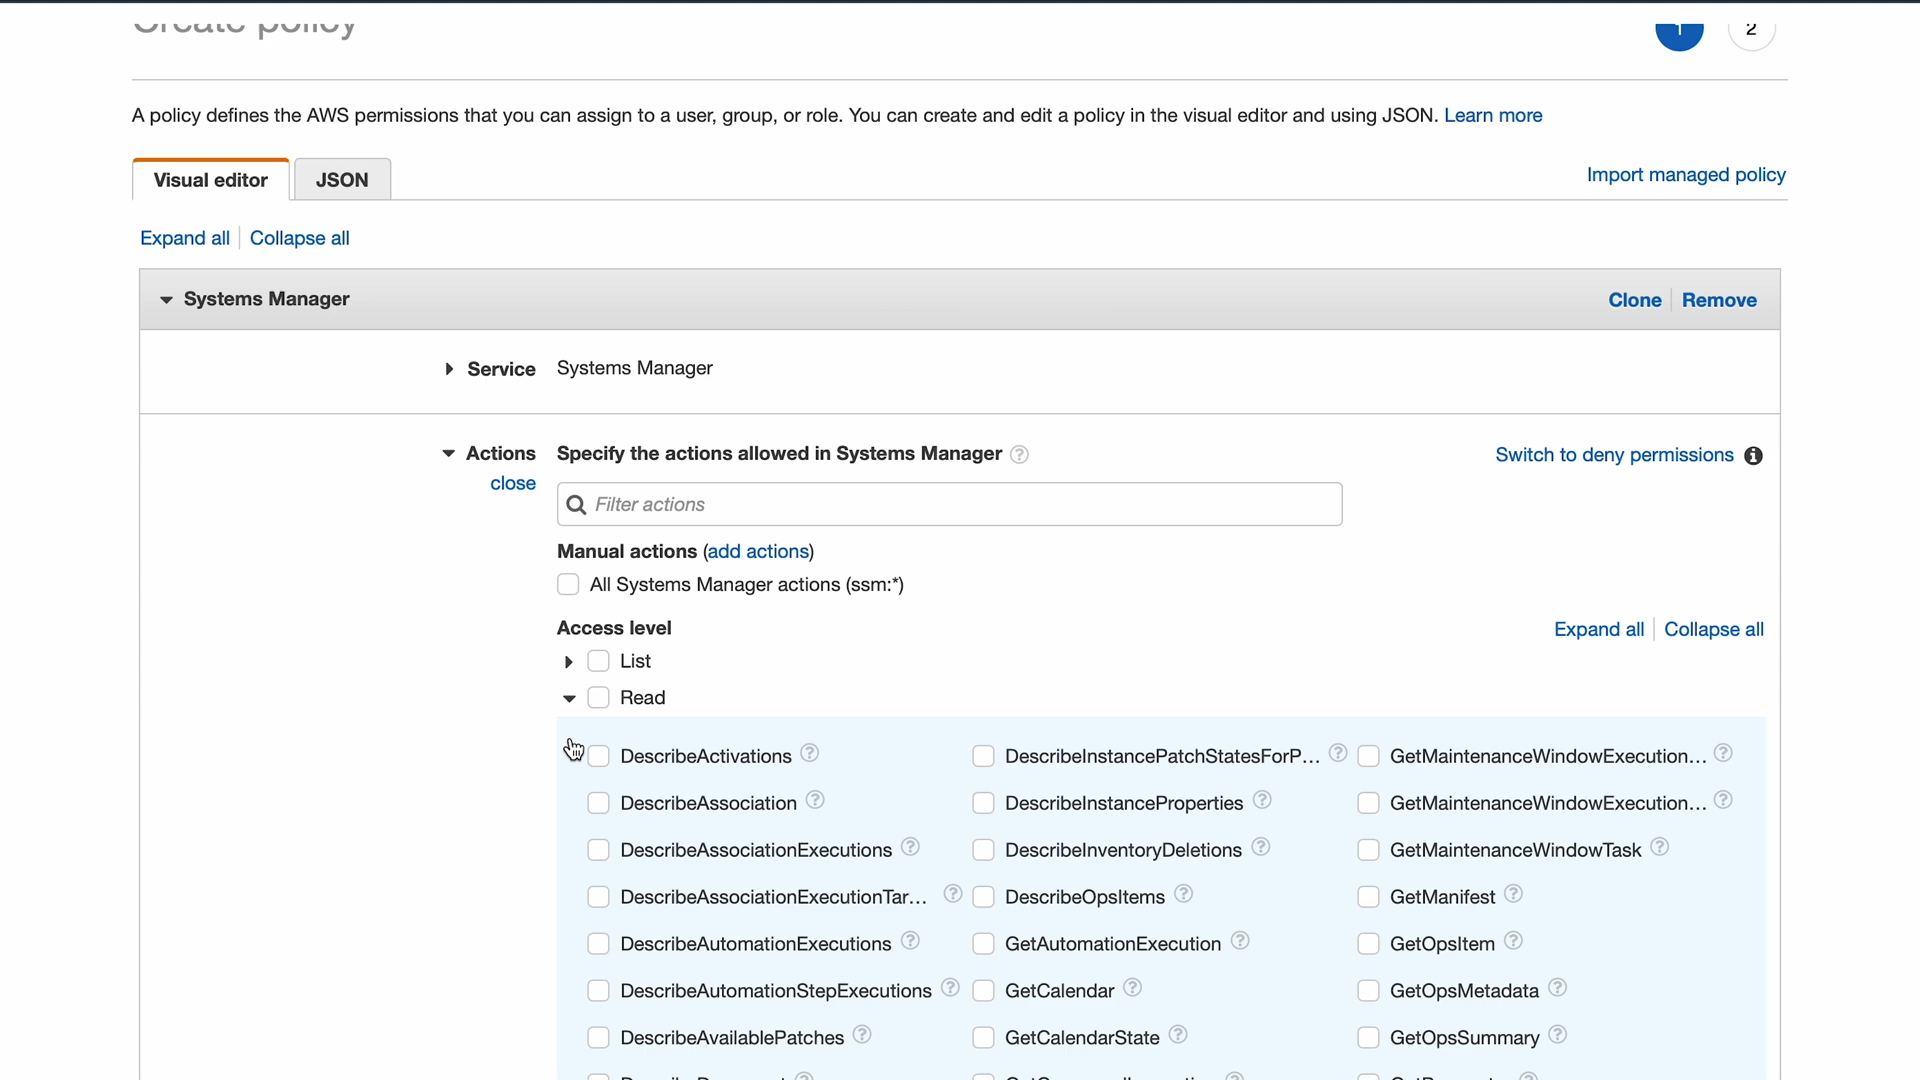 Create policy
1 2
A policy defines the AWS permissions that you can assign to a user, group, or role. You can create and edit a policy in the visual editor and using JSON. Learn more
Visual editor JSON Import managed policy
Expand all Collapse all
Systems Manager Clone Remove
Service Systems Manager
Actions Specify the actions allowed in Systems Manager ? Switch to deny permissions i
close
Filter actions
Manual actions (add actions)
All Systems Manager actions (ssm:*)
Access level Expand all Collapse all
List
Read
DescribeActivations ? DescribeInstancePatchStatesForP... ? GetMaintenanceWindowExecution... ?
DescribeAssociation ? DescribeInstanceProperties ? GetMaintenanceWindowExecution... ?
DescribeAssociationExecutions ? DescribeInventoryDeletions ? GetMaintenanceWindowTask ?
DescribeAssociationExecutionTar... ? DescribeOpsItems ? GetManifest ?
DescribeAutomationExecutions ? GetAutomationExecution ? GetOpsItem ?
DescribeAutomationStepExecutions ? GetCalendar ? GetOpsMetadata ?
DescribeAvailablePatches ? GetCalendarState ? GetOpsSummary ?